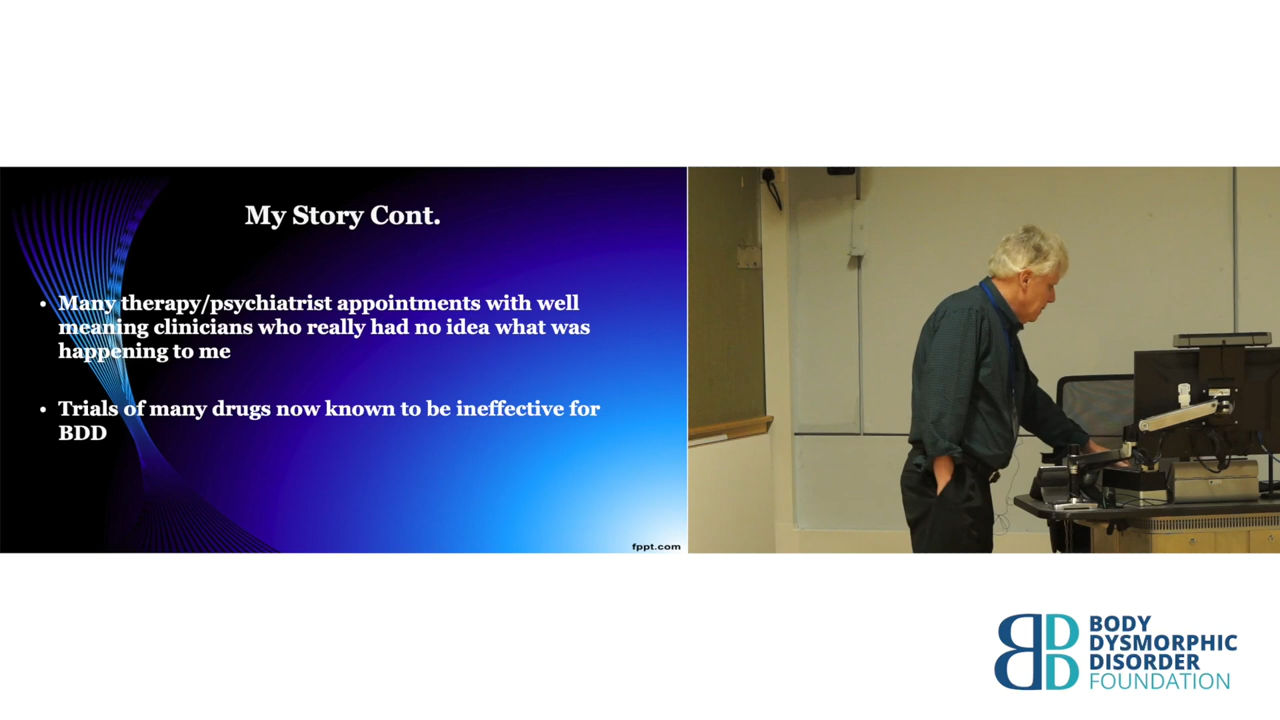 My Story Cont.
• Many therapy/psychiatrist appointments with well
meaning clinicians who really had no idea what was
happening to me
• Trials of many drugs now known to be ineffective for
BDD
fppt.com
BODY
DYSMORPHIC
DISORDER
FOUNDATION